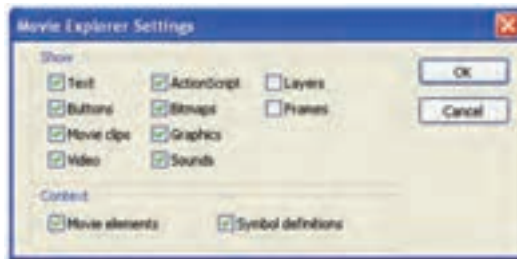 Movie Explorer Settings
Show
Text ActionScript Layers OK
Buttons Bitmaps Frames Cancel
Movie clips Graphics
Video Sounds
Context
Movie elements Symbol definitions